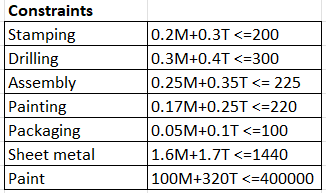 Constraints
Stamping 0.2M+0.3T <=200
Drilling 0.3M+0.4T <=300
Assembly 0.25M+0.35T <= 225
Painting 0.17M+0.25T <=220
Packaging 0.05M+0.1T <=100
Sheet metal 1.6M+1.7T <=1440
Paint 100M+320T <=400000